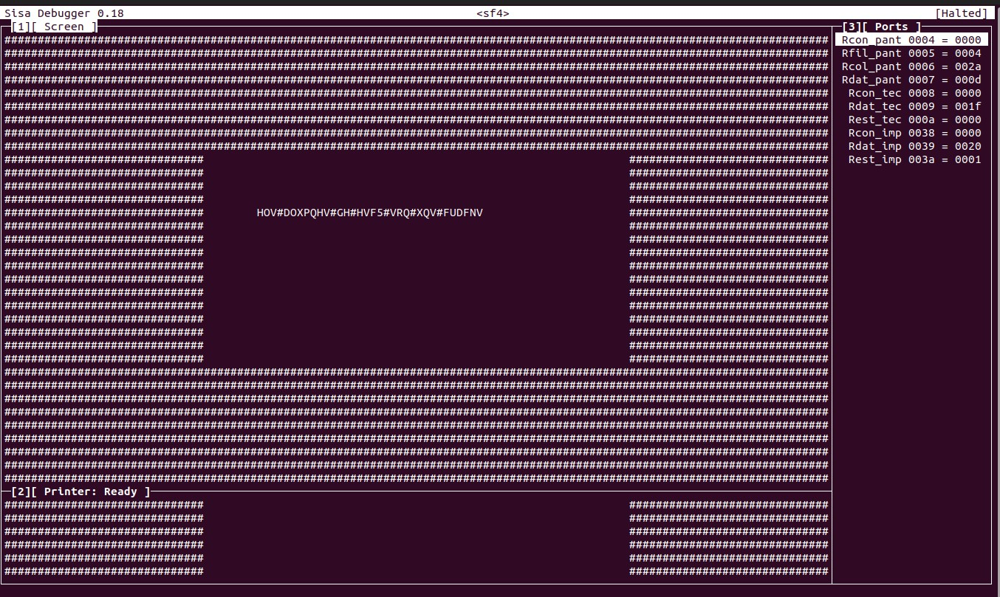 Sisa Debugger 0.18 <sf4> [Halted]
[1][ Screen ]
############################################################################################################################
############################################################################################################################
############################################################################################################################
############################################################################################################################
############################################################################################################################
############################################################################################################################
############################################################################################################################
############################################################################################################################
############################################################################################################################
############################## ##############################
############################## ##############################
############################## ##############################
############################## ##############################
############################## HOV#DOXPQHV#GH#HVF5#VRQ#XQV#FUDFNV ##############################
############################## ##############################
############################## ##############################
############################## ##############################
############################## ##############################
############################## ##############################
############################## ##############################
############################## ##############################
############################## ##############################
############################## ##############################
############################## ##############################
############################## ##############################
############################################################################################################################
############################################################################################################################
############################################################################################################################
############################################################################################################################
############################################################################################################################
############################################################################################################################
############################################################################################################################
############################################################################################################################
############################################################################################################################
[2][ Printer: Ready ]
############################## ##############################
############################## ##############################
############################## ##############################
############################## ##############################
############################## ##############################
############################## ##############################
[3][ Ports ]
Rcon_pant 0004 = 0000
Rfil_pant 0005 = 0004
Rcol_pant 0006 = 002a
Rdat_pant 0007 = 000d
Rcon_tec 0008 = 0000
Rdat_tec 0009 = 001f
Rest_tec 000a = 0000
Rcon_imp 0038 = 0000
Rdat_imp 0039 = 0020
Rest_imp 003a = 0001